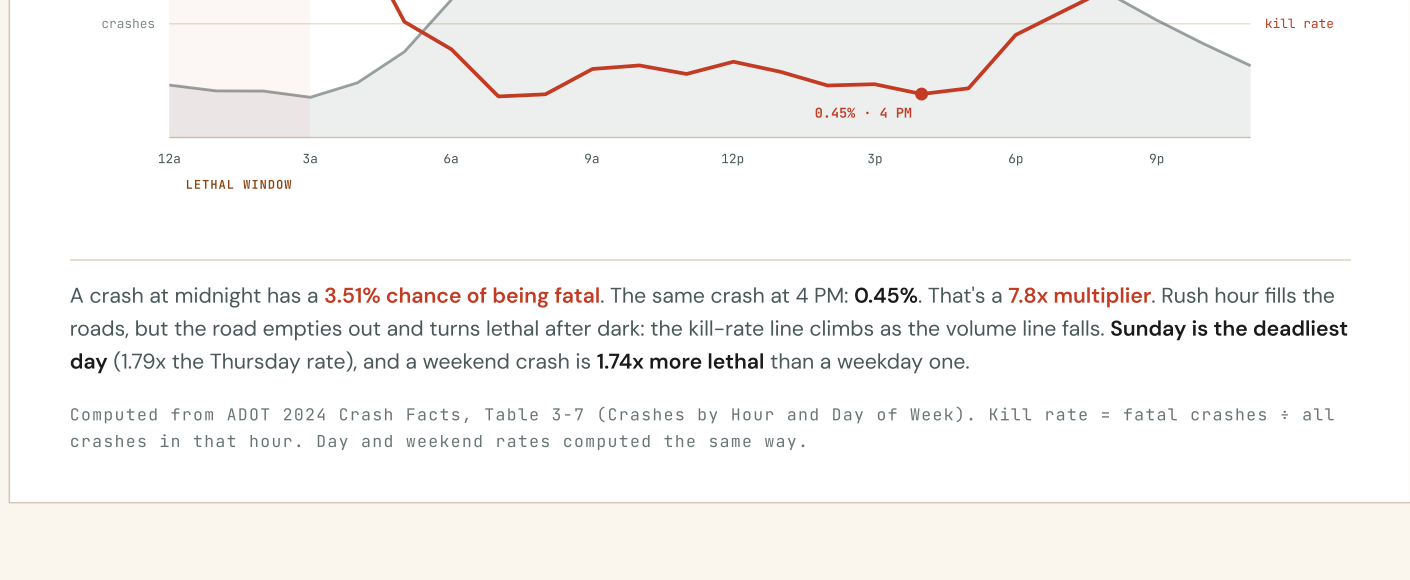 crashes
kill rate
0.45% · 4 PM
12a 3a 6a 9a 12p 3p 6p 9p
LETHAL WINDOW
A crash at midnight has a 3.51% chance of being fatal. The same crash at 4 PM: 0.45%. That's a 7.8x multiplier. Rush hour fills the
roads, but the road empties out and turns lethal after dark: the kill-rate line climbs as the volume line falls. Sunday is the deadliest
day (1.79x the Thursday rate), and a weekend crash is 1.74x more lethal than a weekday one.
Computed from ADOT 2024 Crash Facts, Table 3-7 (Crashes by Hour and Day of Week). Kill rate = fatal crashes ÷ all
crashes in that hour. Day and weekend rates computed the same way.